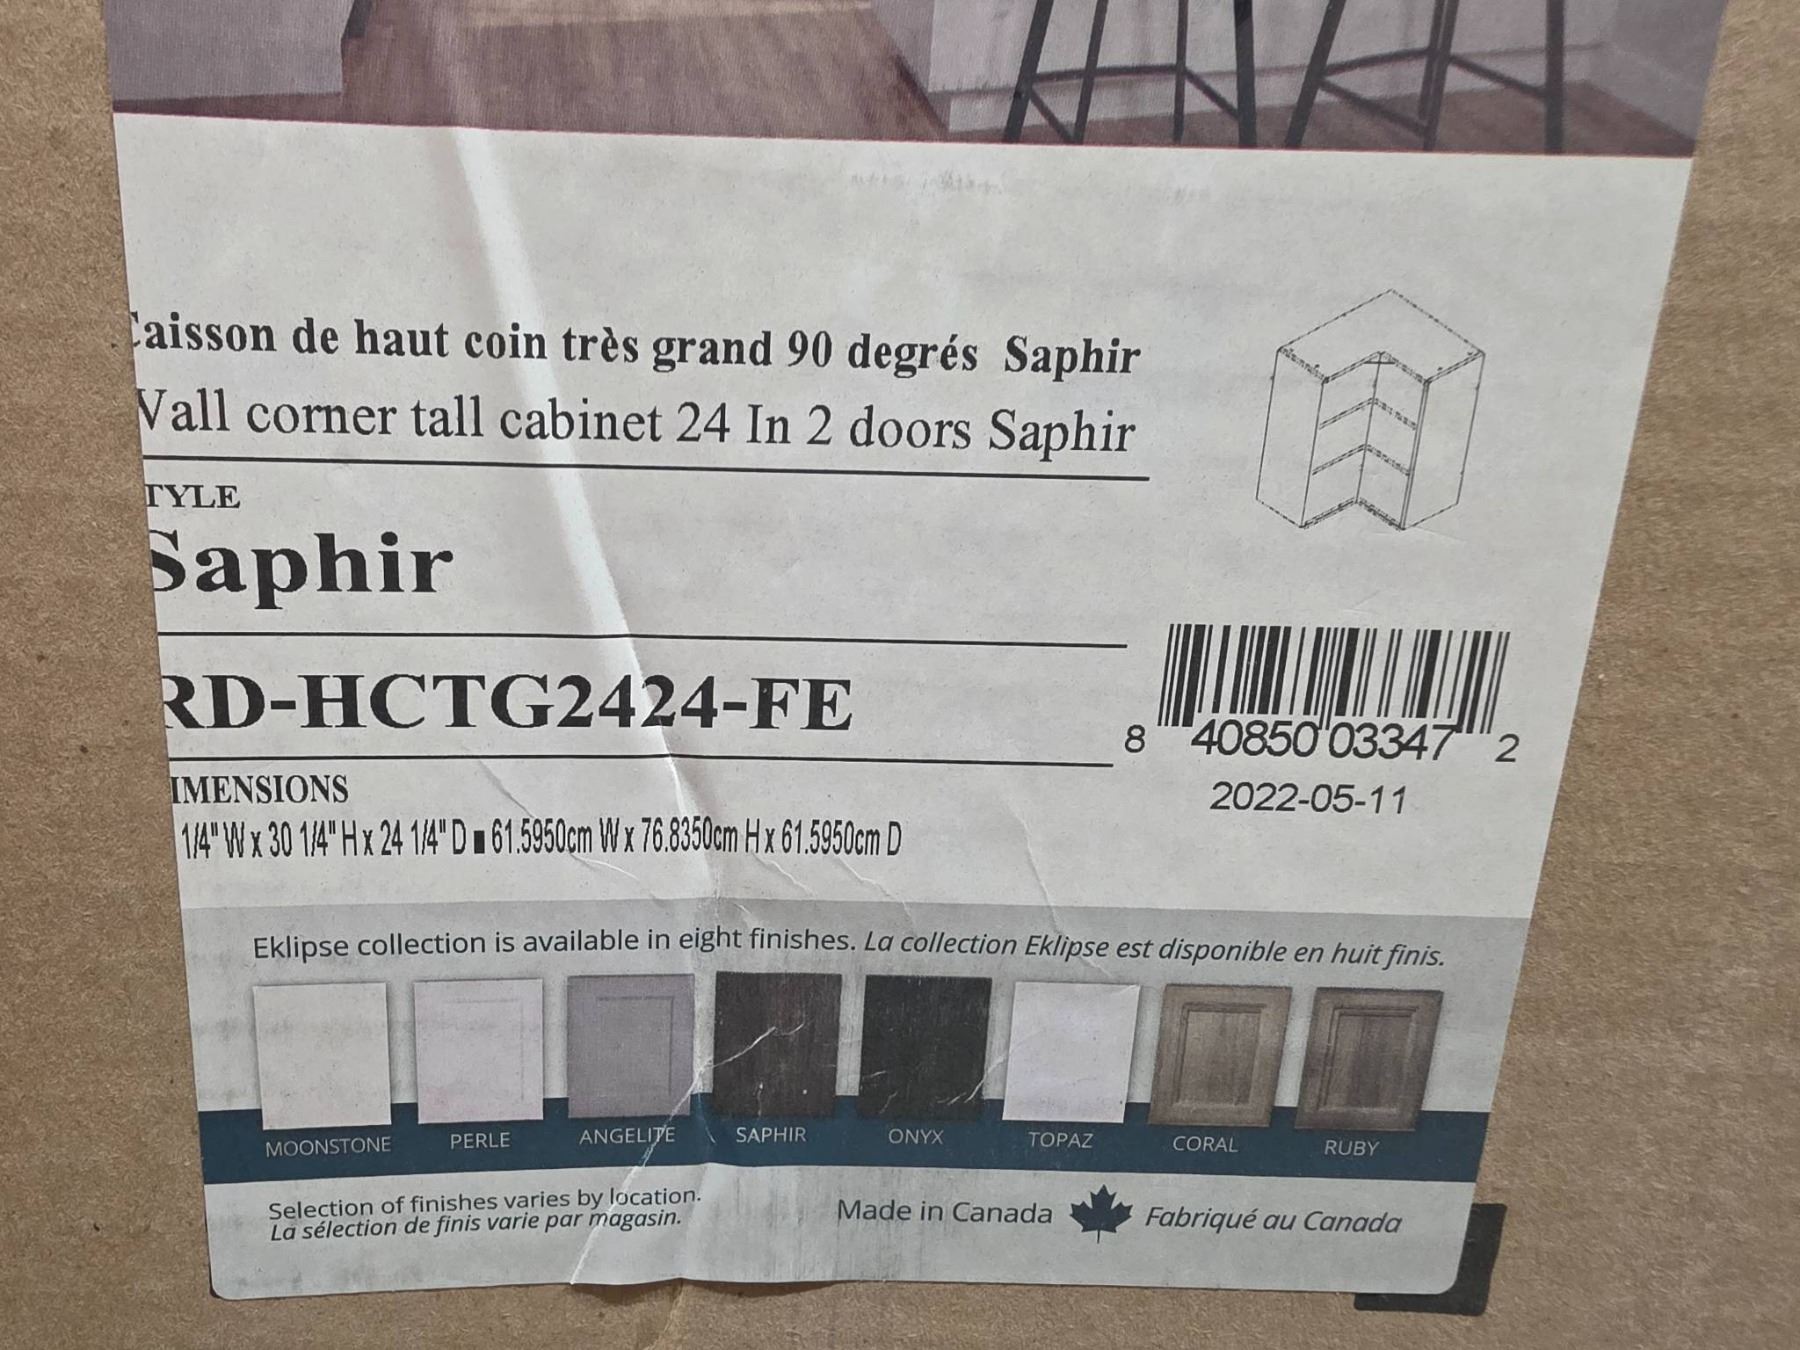 Caisson de haut coin très grand 90 degrés Saphir
Wall corner tall cabinet 24 In 2 doors Saphir
TYLE
Saphir
RD-HCTG2424-FE
IMENSIONS
1/4" W x 30 1/4" H x 24 1/4" D ■ 61.5950cm W x 76.8350cm H x 61.5950cm D
8 40850 03347 2
2022-05-11
Eklipse collection is available in eight finishes. La collection Eklipse est disponible en huit finis.
MOONSTONE PERLE ANGELITE SAPHIR ONYX TOPAZ CORAL RUBY
Selection of finishes varies by location.
La sélection de finis varie par magasin.
Made in Canada Fabriqué au Canada